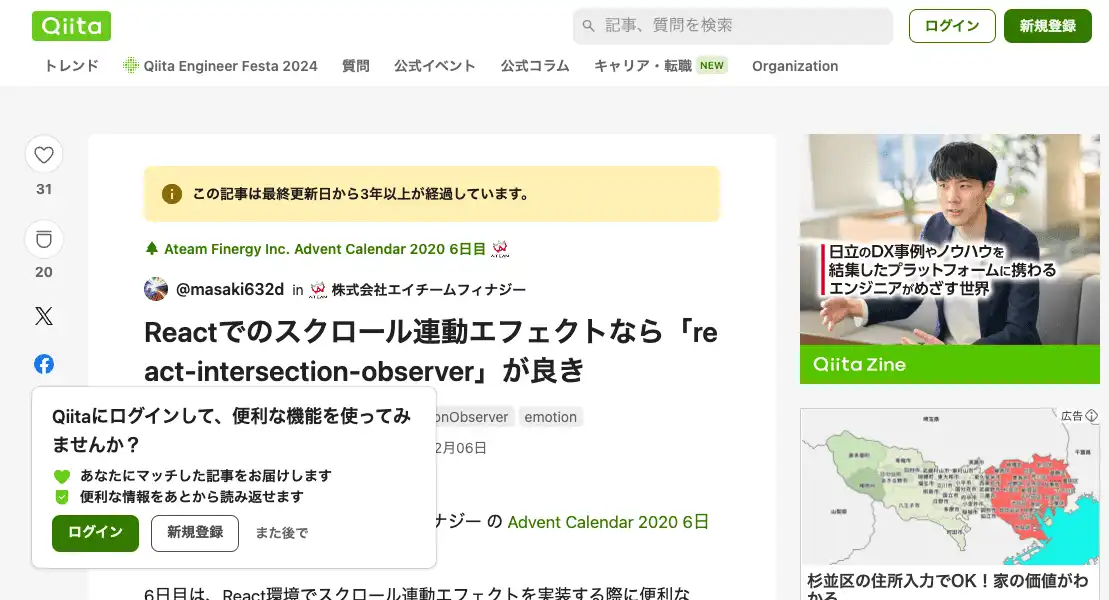 Qiita
記事、質問を検索
ログイン
新規登録
トレンド
Qiita Engineer Festa 2024
質問
公式イベント
公式コラム
キャリア・転職 NEW
Organization
31
20
この記事は最終更新日から3年以上が経過しています。
Ateam Finergy Inc. Advent Calendar 2020 6日目
@masaki632d in 株式会社エイチームフィナジー
Reactでのスクロール連動エフェクトなら「re
act-intersection-observer」が良き
onObserver
emotion
2月06日
ナジー の Advent Calendar 2020 6日
6日目は、React環境でスクロール連動エフェクトを実装する際に便利な
Qiitaにログインして、便利な機能を使ってみ
ませんか？
あなたにマッチした記事をお届けします
便利な情報をあとから読み返せます
ログイン
新規登録
また後で
日立のDX事例やノウハウを
結集したプラットフォームに携わる
エンジニアがめざす世界
Qiita Zine
広告
埼玉県
千葉県
山梨県
杉並区の住所入力でOK！家の価値がわ
かる